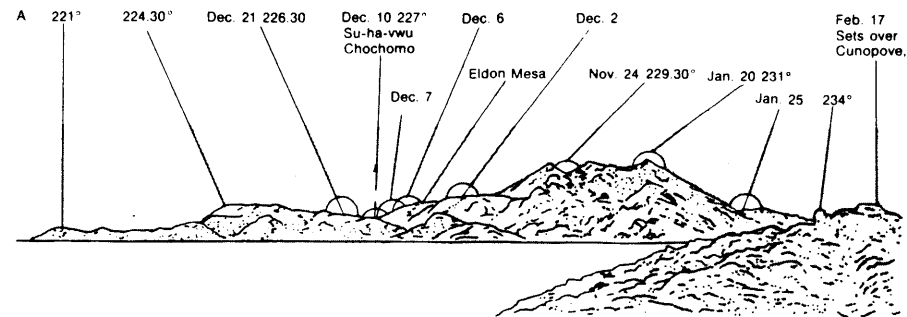 A
221°
224.30°
Dec. 21 226.30
Dec. 10 227°
Su-ha-vwu
Chochomo
Dec. 6
Dec. 2
Feb. 17
Sets over
Cunopove,
Dec. 7
Eldon Mesa
Nov. 24 229.30°
Jan. 20 231°
Jan. 25
234°